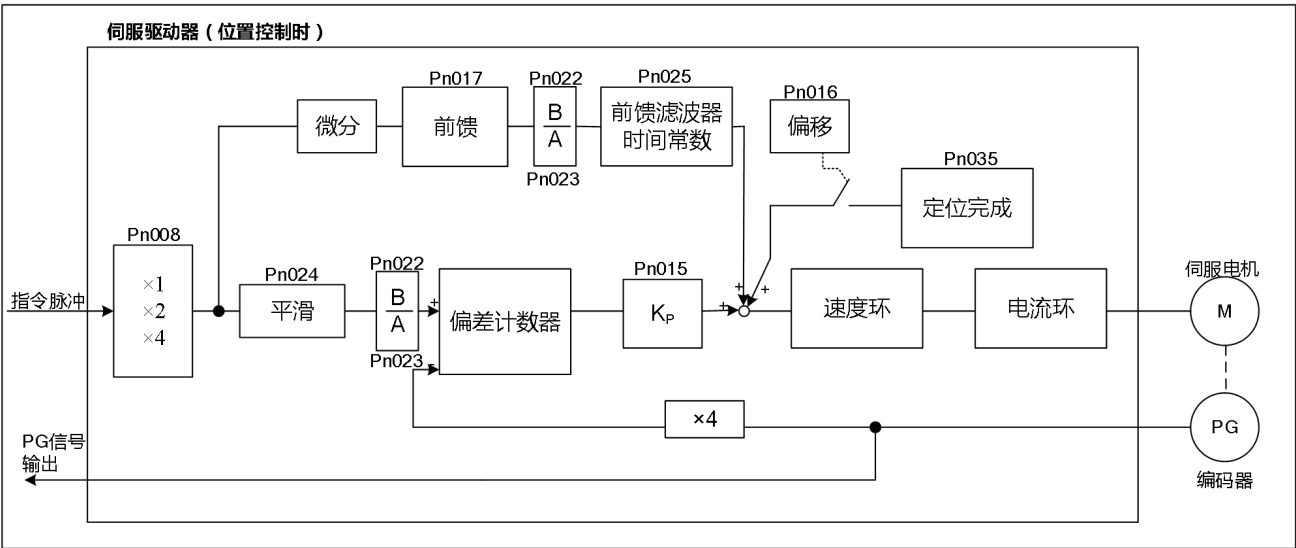 伺服驱动器（位置控制时）
Pn017
Pn022
Pn025
Pn016
微分
前馈
B
A
前馈滤波器
时间常数
偏移
Pn023
Pn035
定位完成
Pn008
Pn024
Pn022
Pn015
伺服电机
指令脉冲
×1
×2
×4
平滑
B
A
+
-
偏差计数器
KP
+
+
+
速度环
电流环
M
Pn023
×4
PG
PG信号
输出
编码器